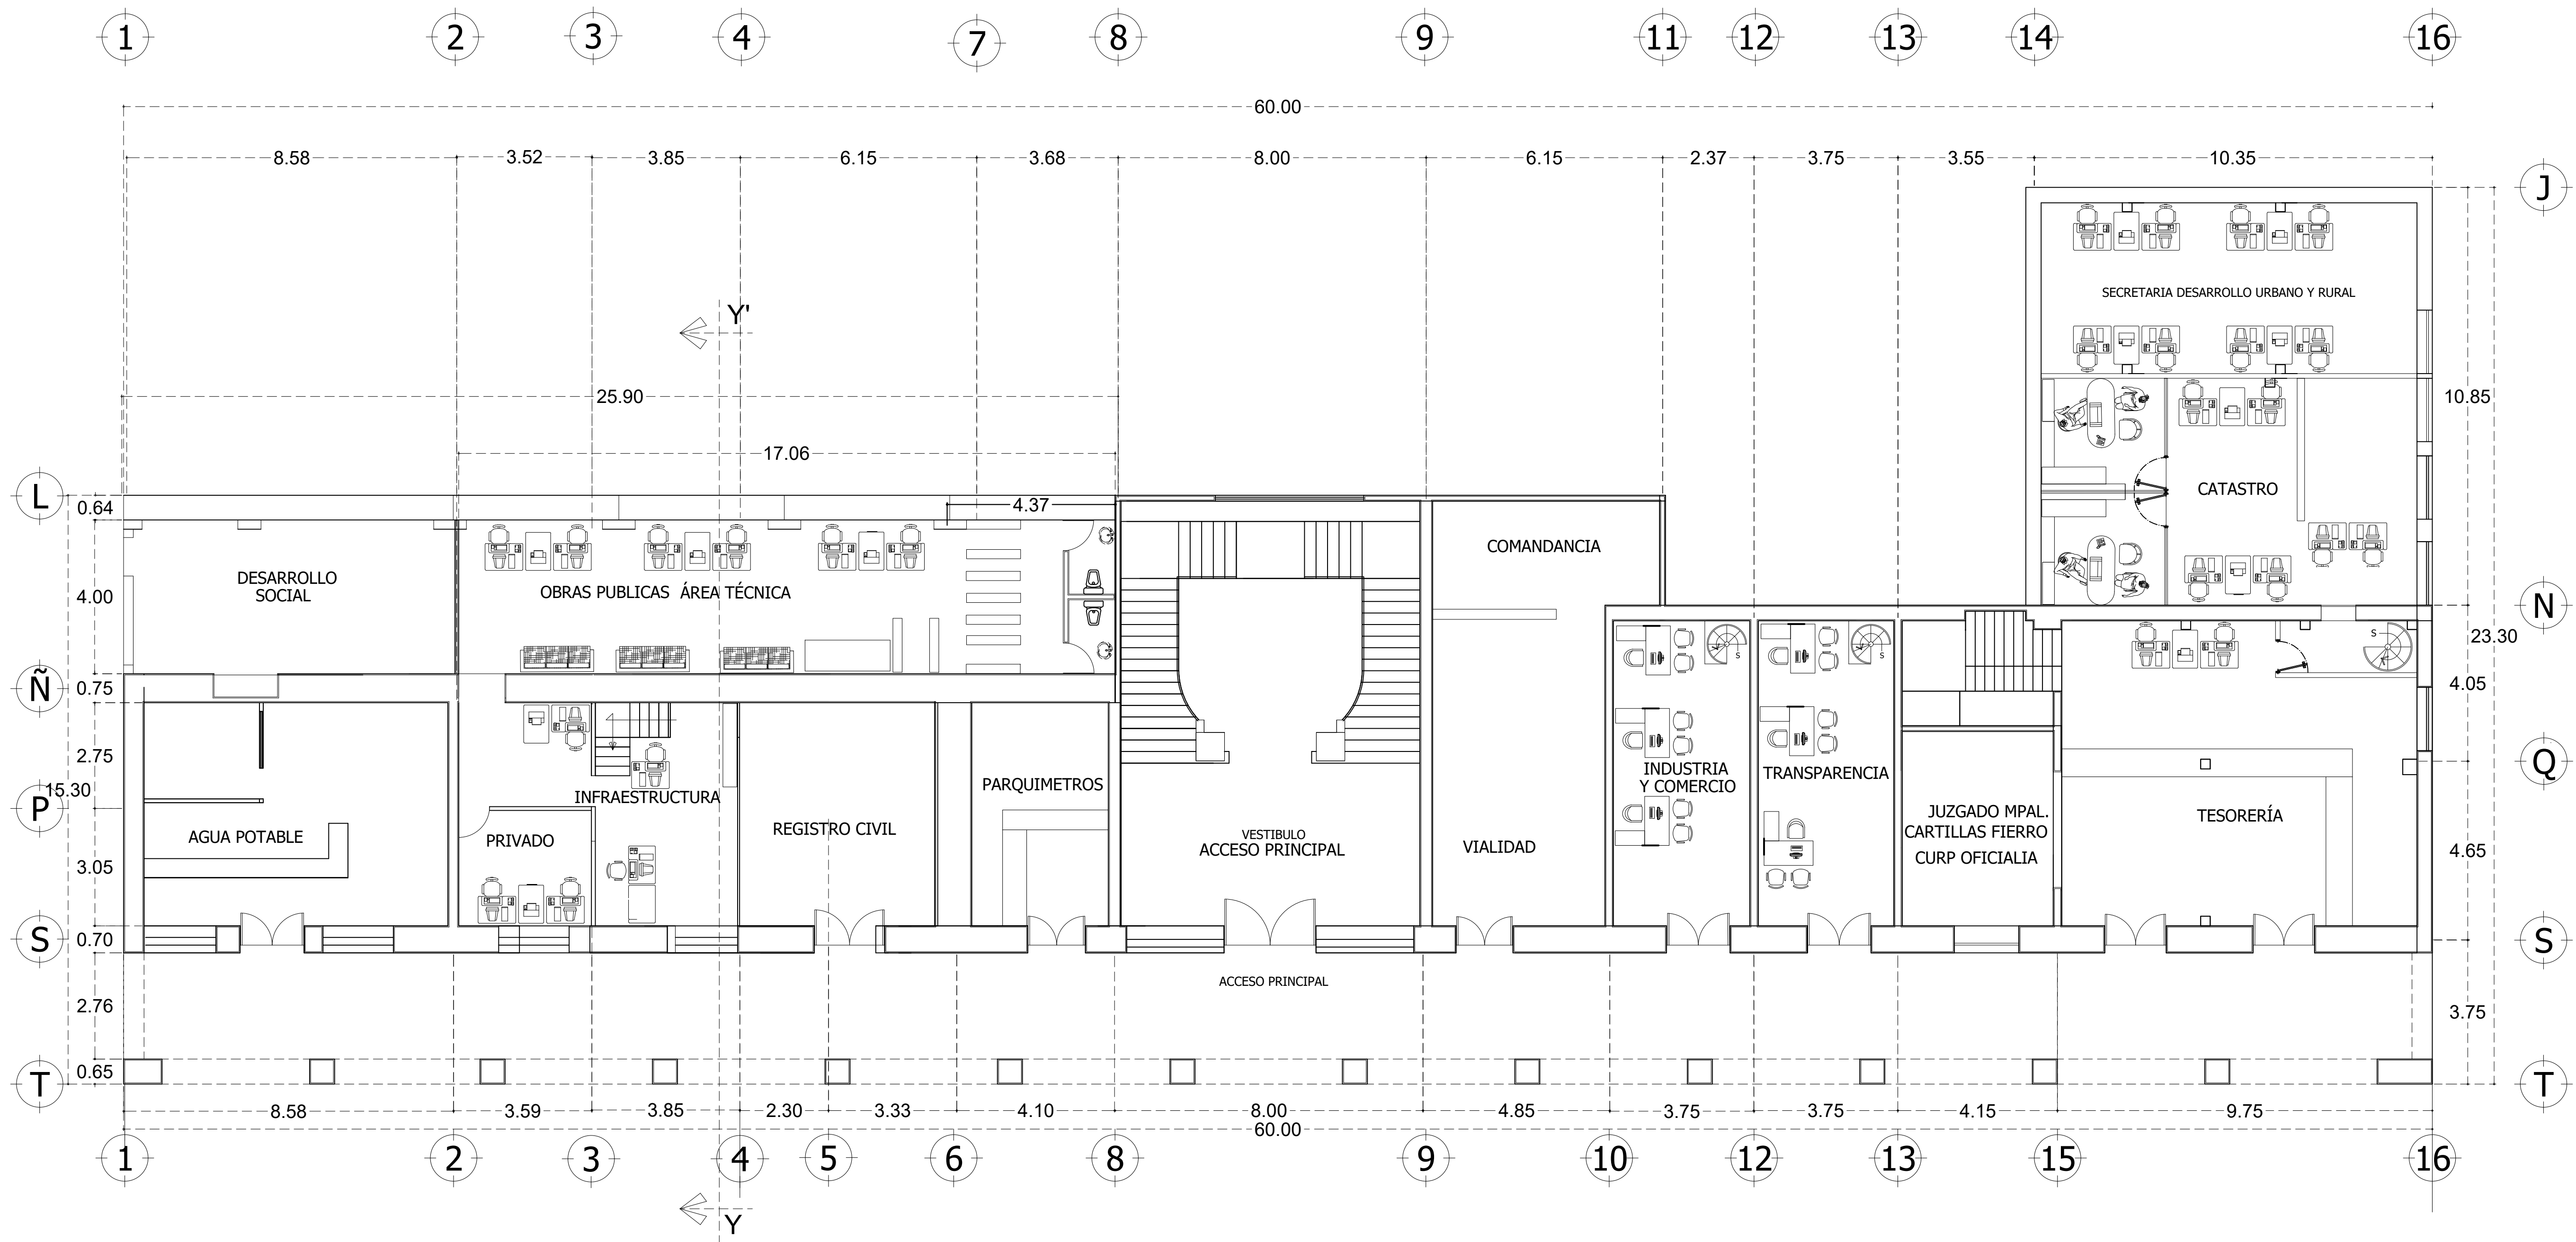 1 2 3 4 7 8 9 11 12 13 14 16
60.00
8.58 3.52 3.85 6.15 3.68 8.00 6.15 2.37 3.75 3.55 10.35
J
SECRETARIA DESARROLLO URBANO Y RURAL
Y'
25.90
10.85
17.06
L
0.64
4.37
CATASTRO
COMANDANCIA
DESARROLLO
SOCIAL
OBRAS PUBLICAS ÁREA TÉCNICA
4.00
N
23.30
S
S
S
Ñ
0.75
4.05
2.75
15.30
P
Q
INFRAESTRUCTURA
PARQUIMETROS
INDUSTRIA
Y COMERCIO
TRANSPARENCIA
AGUA POTABLE
PRIVADO
REGISTRO CIVIL
VESTIBULO
ACCESO PRINCIPAL
VIALIDAD
JUZGADO MPAL.
CARTILLAS FIERRO
CURP OFICIALIA
TESORERÍA
3.05
4.65
S
0.70
S
ACCESO PRINCIPAL
2.76
3.75
T
0.65
T
8.58 3.59 3.85 2.30 3.33 4.10 8.00 4.85 3.75 3.75 4.15 9.75
60.00
1 2 3 4 5 6 8 9 10 12 13 15 16
Y